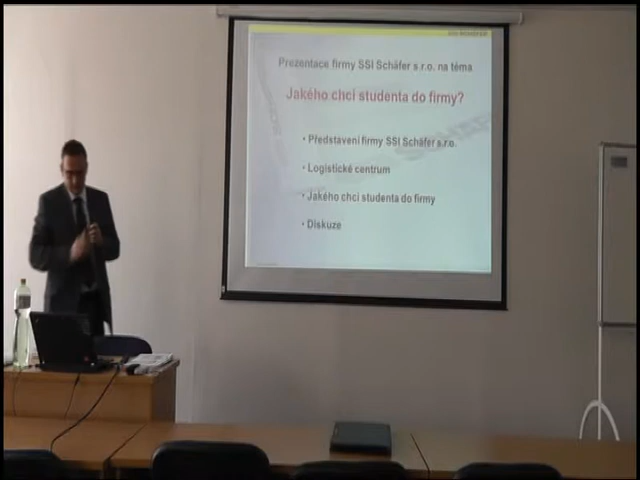 Prezentace firmy SSI Schäfer s.r.o. na téma
Jakého chci studenta do firmy?
• Představení firmy SSI Schäfer s.r.o.
• Logistické centrum
• Jakého chci studenta do firmy
• Diskuze